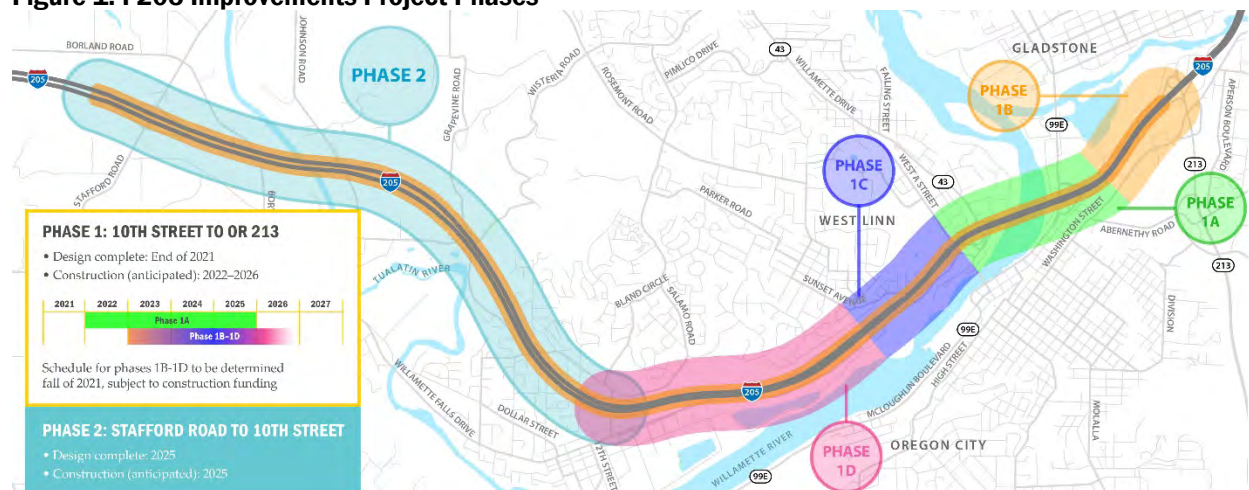 Figure 1. I-205 Improvements Project Phases
BORLAND ROAD
JOHNSON ROAD
205
STAFFORD ROAD
PHASE 2
GRAPEVINE ROAD
WISTERIA ROAD
ROSEMONT ROAD
PIMLICO DRIVE
43
WILLAMETTE DRIVE
FAILING STREET
GLADSTONE
205
PHASE
1B
99E
APERSON BOULEVARD
213
PHASE
1A
ABERNETHY ROAD
213
WASHINGTON STREET
PHASE
1C
WEST A STREET
43
WEST LINN
PARKER ROAD
SUNSET AVENUE
205
BLAND CIRCLE
SALAMO ROAD
TUALATIN RIVER
WILLAMETTE FALLS DRIVE
DOLLAR STREET
12TH STREET
205
99E
MCLOUGHLIN BOULEVARD
HIGH STREET
DIVISION
MOLALLA
OREGON CITY
WILLAMETTE RIVER
99E
PHASE
1D
PHASE 1: 10TH STREET TO OR 213
• Design complete: End of 2021
• Construction (anticipated): 2022–2026
2021 2022 2023 2024 2025 2026 2027
Phase 1A
Phase 1B-1D
Schedule for phases 1B-1D to be determined
fall of 2021, subject to construction funding
PHASE 2: STAFFORD ROAD TO 10TH STREET
• Design complete: 2025
• Construction (anticipated): 2025